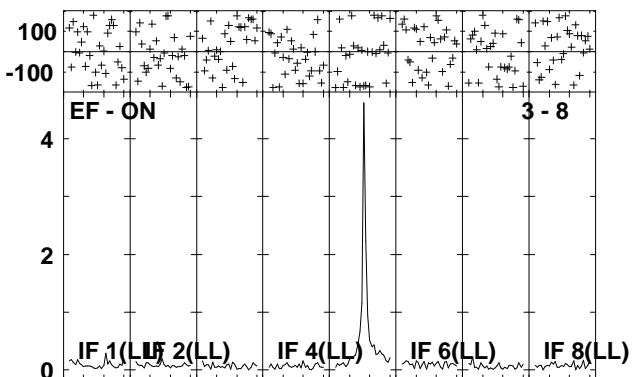 100
-100
EF - ON 3 - 8
4
2
IF 1(LL) IF 2(LL) IF 4(LL) IF 6(LL) IF 8(LL)
0